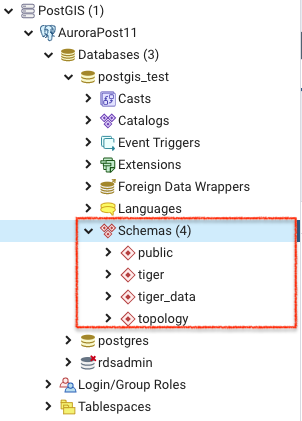 PostGIS (1)
AuroraPost11
Databases (3)
postgis_test
Casts
Catalogs
Event Triggers
Extensions
Foreign Data Wrappers
Languages
Schemas (4)
public
tiger
tiger_data
topology
postgres
rdsadmin
Login/Group Roles
Tablespaces